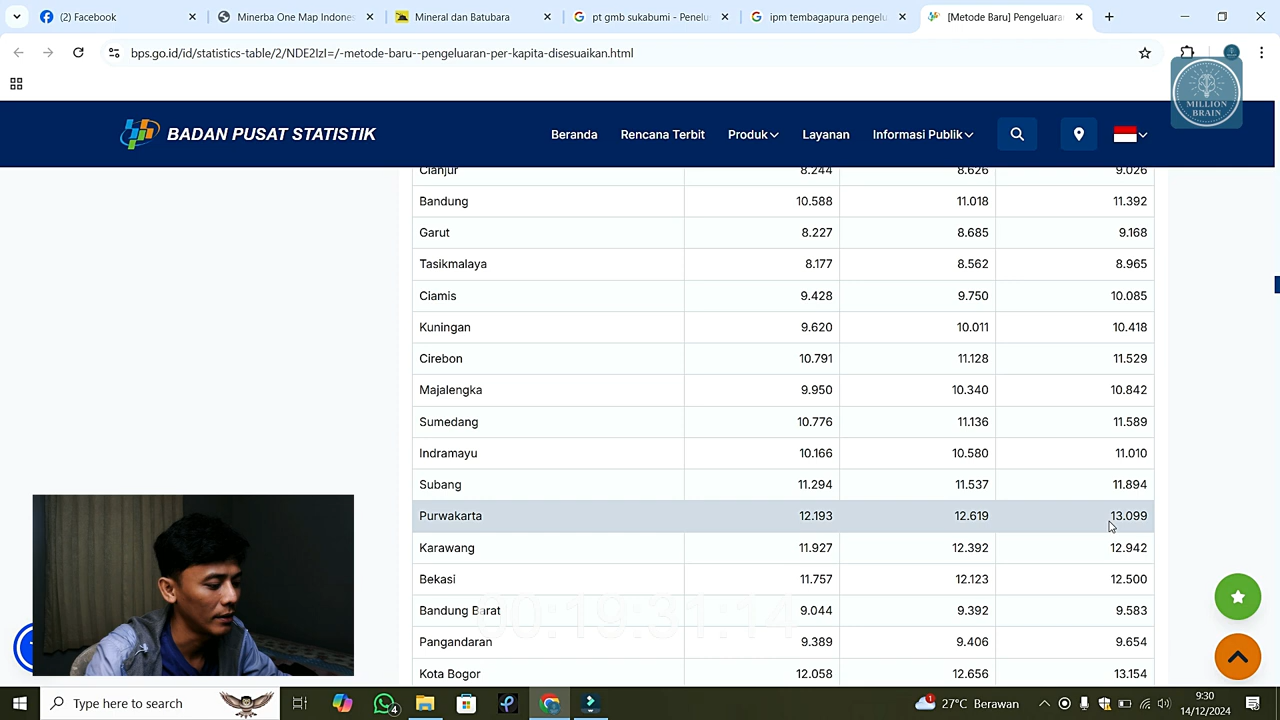 (2) Facebook
Minerba One Map Indones
Mineral dan Batubara
pt gmb sukabumi - Penelus
ipm tembagapura pengelu
[Metode Baru] Pengeluara
bps.go.id/id/statistics-table/2/NDE2IzI=/-metode-baru--pengeluaran-per-kapita-disesuaikan.html
MILLION
BRAIN
BADAN PUSAT STATISTIK
Beranda
Rencana Terbit
Produk
Layanan
Informasi Publik
Cianjur 8.244 8.626 9.026
Bandung 10.588 11.018 11.392
Garut 8.227 8.685 9.168
Tasikmalaya 8.177 8.562 8.965
Ciamis 9.428 9.750 10.085
Kuningan 9.620 10.011 10.418
Cirebon 10.791 11.128 11.529
Majalengka 9.950 10.340 10.842
Sumedang 10.776 11.136 11.589
Indramayu 10.166 10.580 11.010
Subang 11.294 11.537 11.894
Purwakarta 12.193 12.619 13.099
Karawang 11.927 12.392 12.942
Bekasi 11.757 12.123 12.500
Bandung Barat 9.044 9.392 9.583
00:19:31:14
Pangandaran 9.389 9.406 9.654
Kota Bogor 12.058 12.656 13.154
Type here to search
4
1
27°C Berawan
9:30
14/12/2024